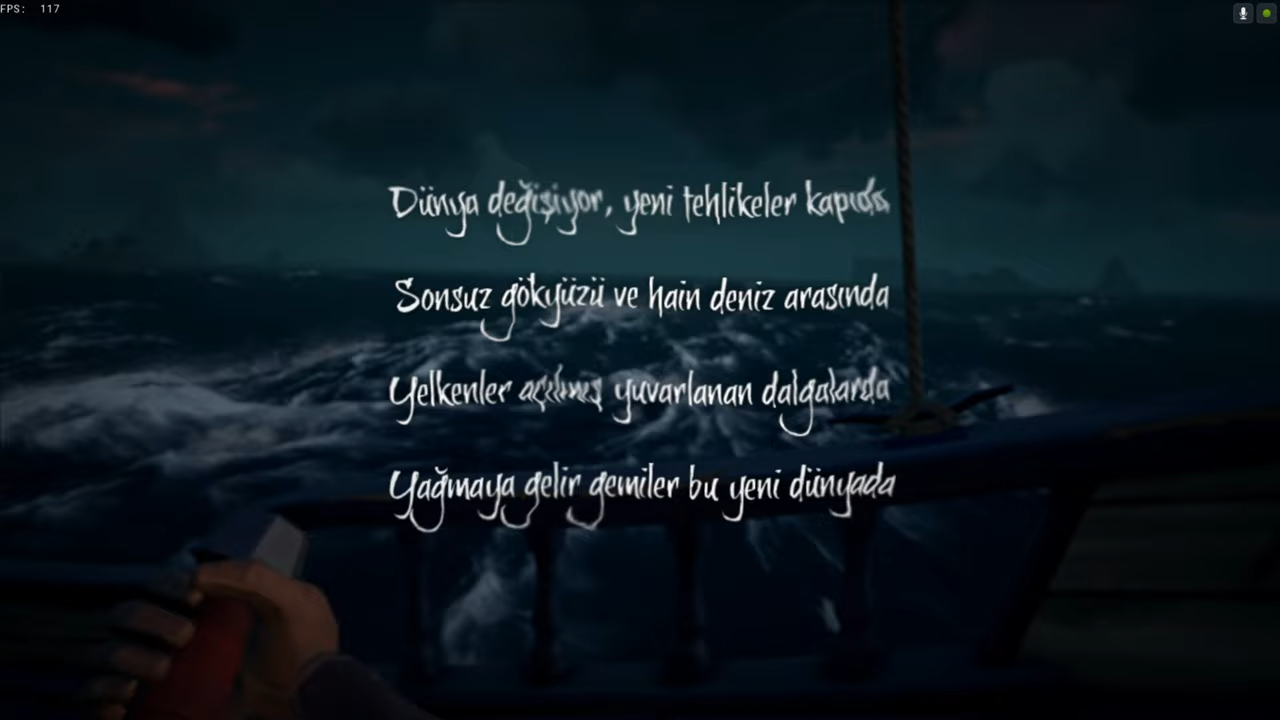 FPS: 117
Dünya değişiyor, yeni tehlikeler kapıda
Sonsuz gökyüzü ve hain deniz arasında
Yelkenler açılmış yuvarlanan dalgalarda
Yağmaya gelir gemiler bu yeni dünyada